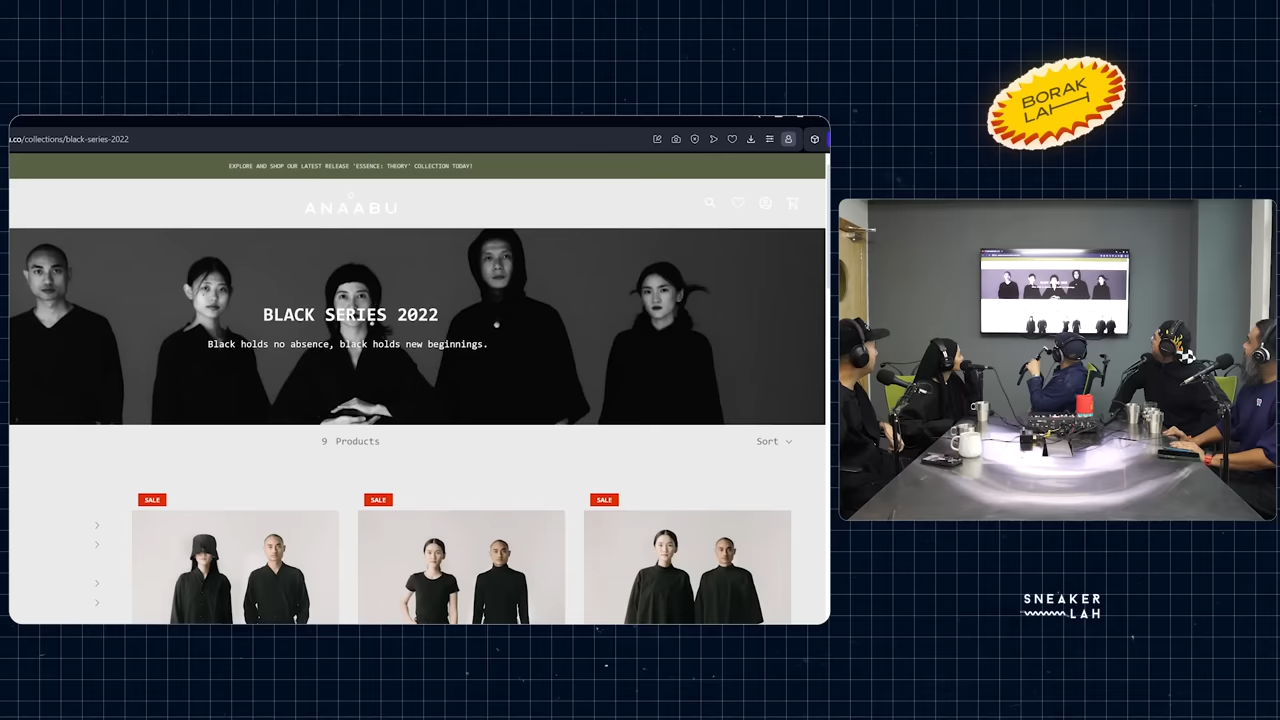 BORAK
LAH
a.co/collections/black-series-2022
EXPLORE AND SHOP OUR LATEST RELEASE 'ESSENCE: THEORY' COLLECTION TODAY!
ANAABU
BLACK SERIES 2022
Black holds no absence, black holds new beginnings.
9 Products
Sort
SALE
SALE
SALE
SNEAKER
LAH